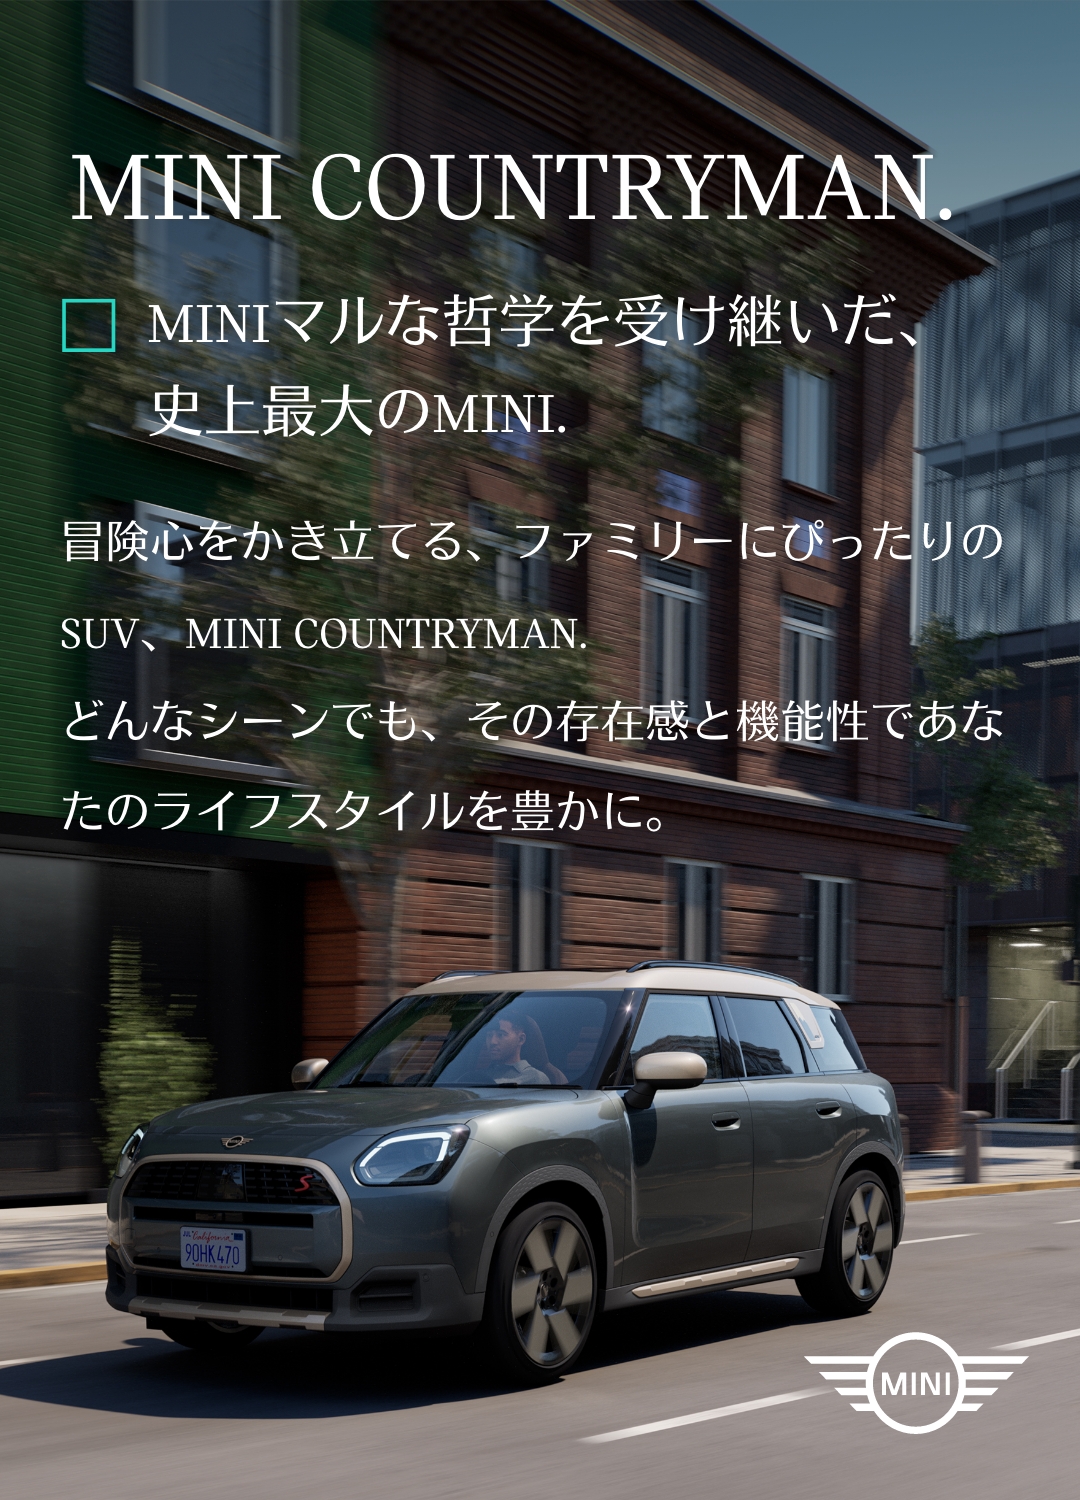 MINI COUNTRYMAN.
MINIマルな哲学を受け継いだ、
史上最大のMINI.
冒険心をかき立てる、ファミリーにぴったりの
SUV、MINI COUNTRYMAN.
どんなシーンでも、その存在感と機能性であな
たのライフスタイルを豊かに。
S
JUL
California
90HK470
MINI